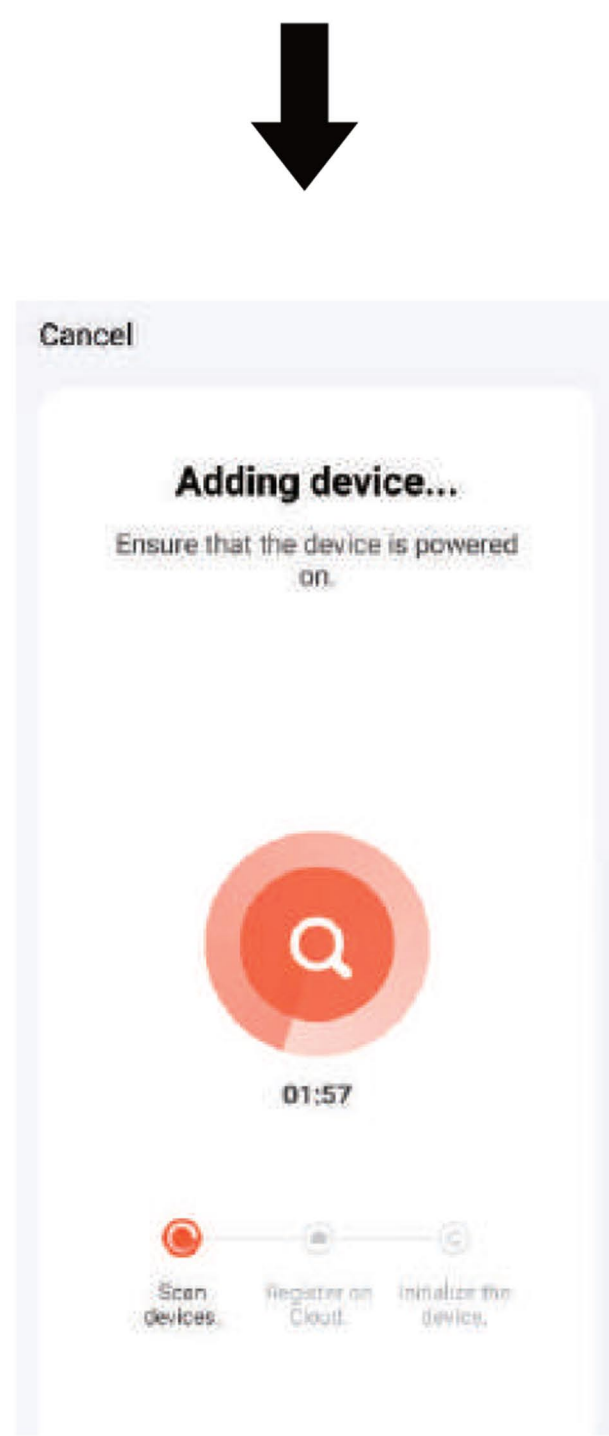 Cancel
Adding device...
Ensure that the device is powered
on.
01:57
Scan
devices.
Register on
Cloud.
Initialize the
device.